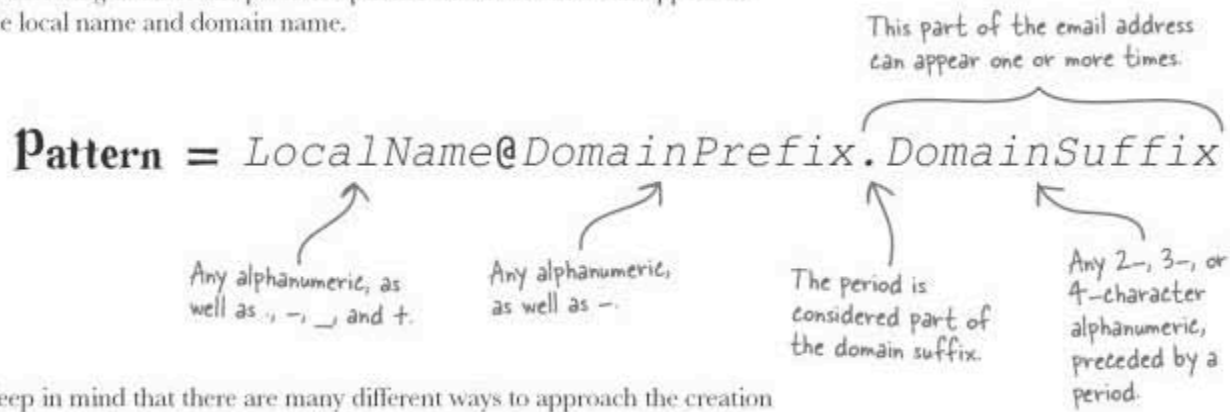 e local name and domain name.
This part of the email address
can appear one or more times.
Pattern = LocalName@DomainPrefix.DomainSuffix
Any alphanumeric, as
well as ., -, _, and +.
Any alphanumeric,
as well as -.
The period is
considered part of
the domain suffix.
Any 2-, 3-, or
4-character
alphanumeric,
preceded by a
period.
eep in mind that there are many different ways to approach the creation